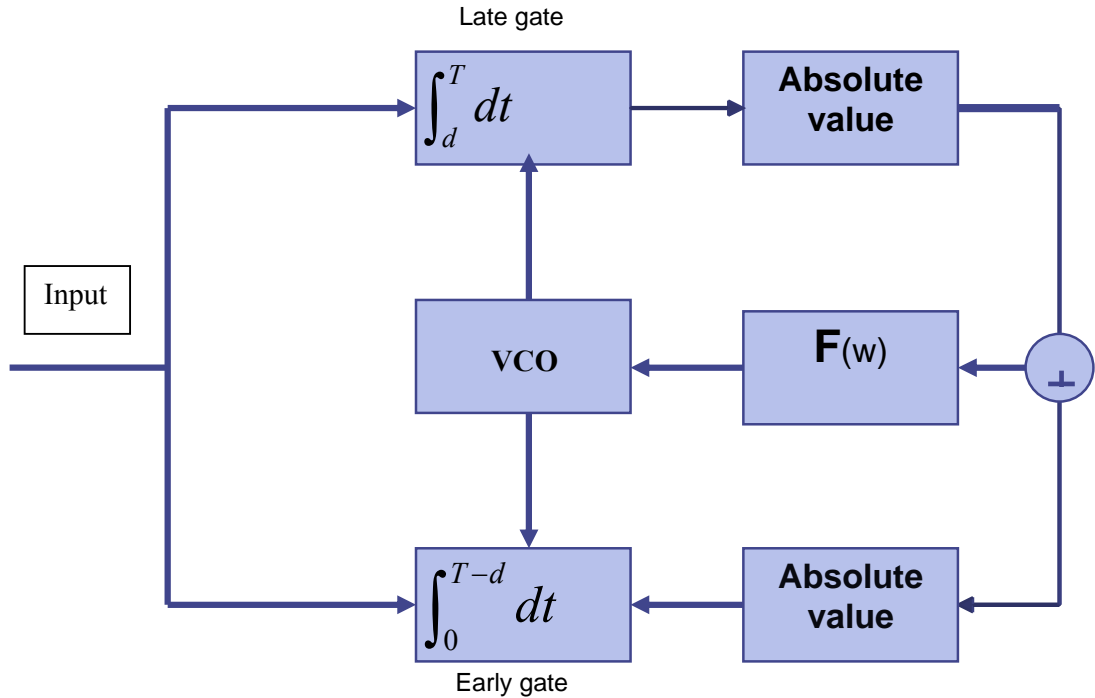 Late gate
∫_d^T dt
Absolute
value
Input
VCO
F(w)
∫_0^{T-d} dt
Absolute
value
Early gate